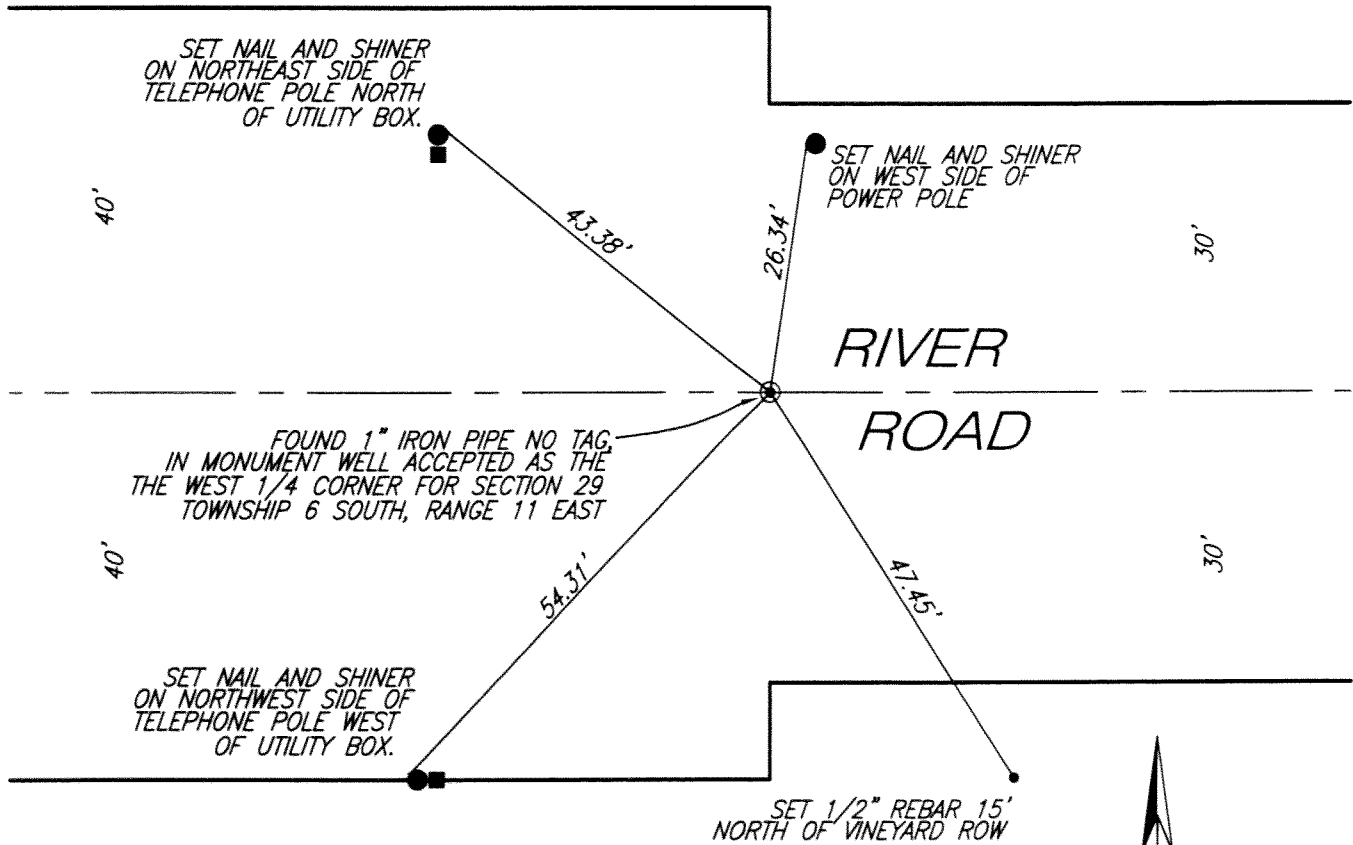 SET NAIL AND SHINER
ON NORTHEAST SIDE OF
TELEPHONE POLE NORTH
OF UTILITY BOX.
SET NAIL AND SHINER
ON WEST SIDE OF
POWER POLE
40'
43.38'
26.34'
30'
RIVER
ROAD
FOUND 1" IRON PIPE NO TAG,
IN MONUMENT WELL ACCEPTED AS THE
THE WEST 1/4 CORNER FOR SECTION 29
TOWNSHIP 6 SOUTH, RANGE 11 EAST
40'
54.31'
47.45'
30'
SET NAIL AND SHINER
ON NORTHWEST SIDE OF
TELEPHONE POLE WEST
OF UTILITY BOX.
SET 1/2" REBAR 15'
NORTH OF VINEYARD ROW